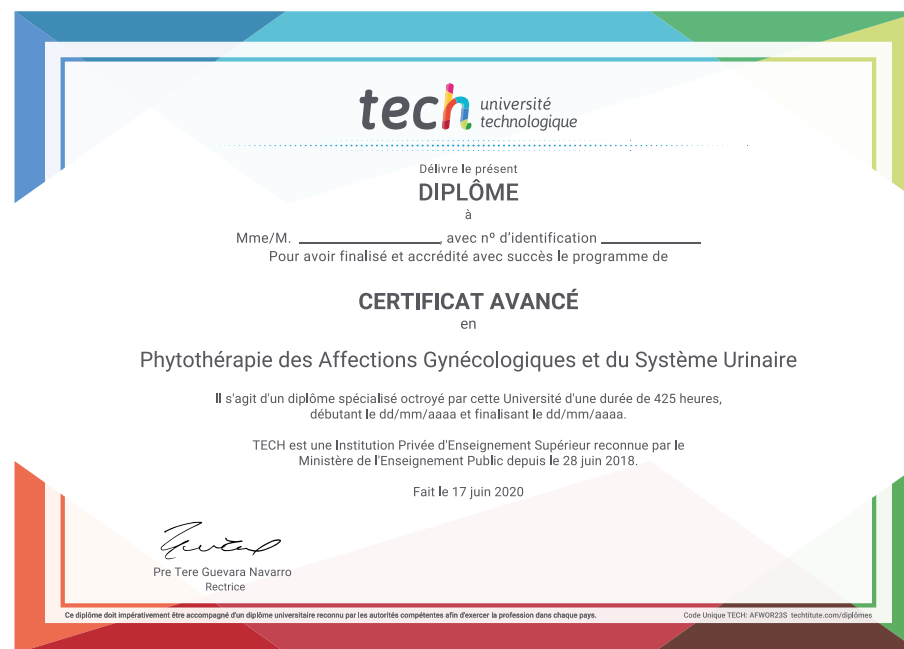 tech université
technologique
Délivre le présent
DIPLÔME
à
Mme/M. ____________________, avec nº d'identification ______________
Pour avoir finalisé et accrédité avec succès le programme de
CERTIFICAT AVANCÉ
en
Phytothérapie des Affections Gynécologiques et du Système Urinaire
Il s'agit d'un diplôme spécialisé octroyé par cette Université d'une durée de 425 heures,
débutant le dd/mm/aaaa et finalisant le dd/mm/aaaa.
TECH est une Institution Privée d'Enseignement Supérieur reconnue par le
Ministère de l'Enseignement Public depuis le 28 juin 2018.
Fait le 17 juin 2020
Pre Tere Guevara Navarro
Rectrice
Ce diplôme doit impérativement être accompagné d'un diplôme universitaire reconnu par les autorités compétentes afin d'exercer la profession dans chaque pays.
Code Unique TECH: AFWOR23S techtitute.com/diplômes